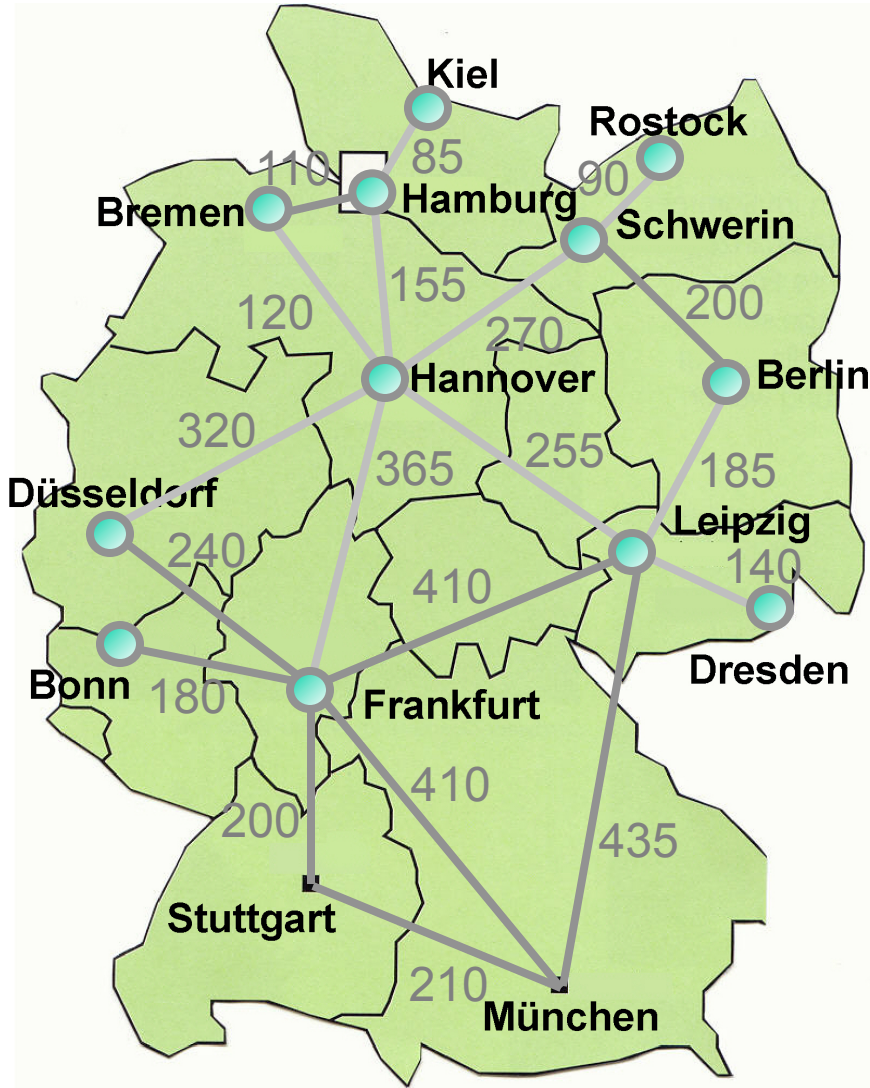 Kiel
Rostock
110
85
90
Bremen
Hamburg
Schwerin
155
200
120
270
Hannover
Berlin
320
365
255
185
Düsseldorf
Leipzig
240
410
140
Dresden
Bonn
180
Frankfurt
410
200
435
Stuttgart
210
München